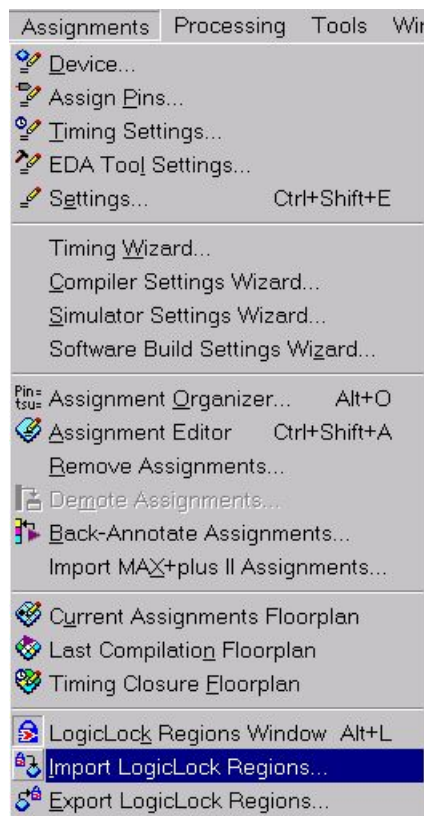 Assignments Processing Tools
Device...
Assign Pins...
Timing Settings...
EDA Tool Settings...
Settings... Ctrl+Shift+E
Timing Wizard...
Compiler Settings Wizard...
Simulator Settings Wizard...
Software Build Settings Wizard...
Pin=
tsu=
Assignment Organizer... Alt+O
Assignment Editor Ctrl+Shift+A
Remove Assignments...
Demote Assignments...
Back-Annotate Assignments...
Import MAX+plus II Assignments...
Current Assignments Floorplan
Last Compilation Floorplan
Timing Closure Floorplan
LogicLock Regions Window Alt+L
Import LogicLock Regions...
Export LogicLock Regions...